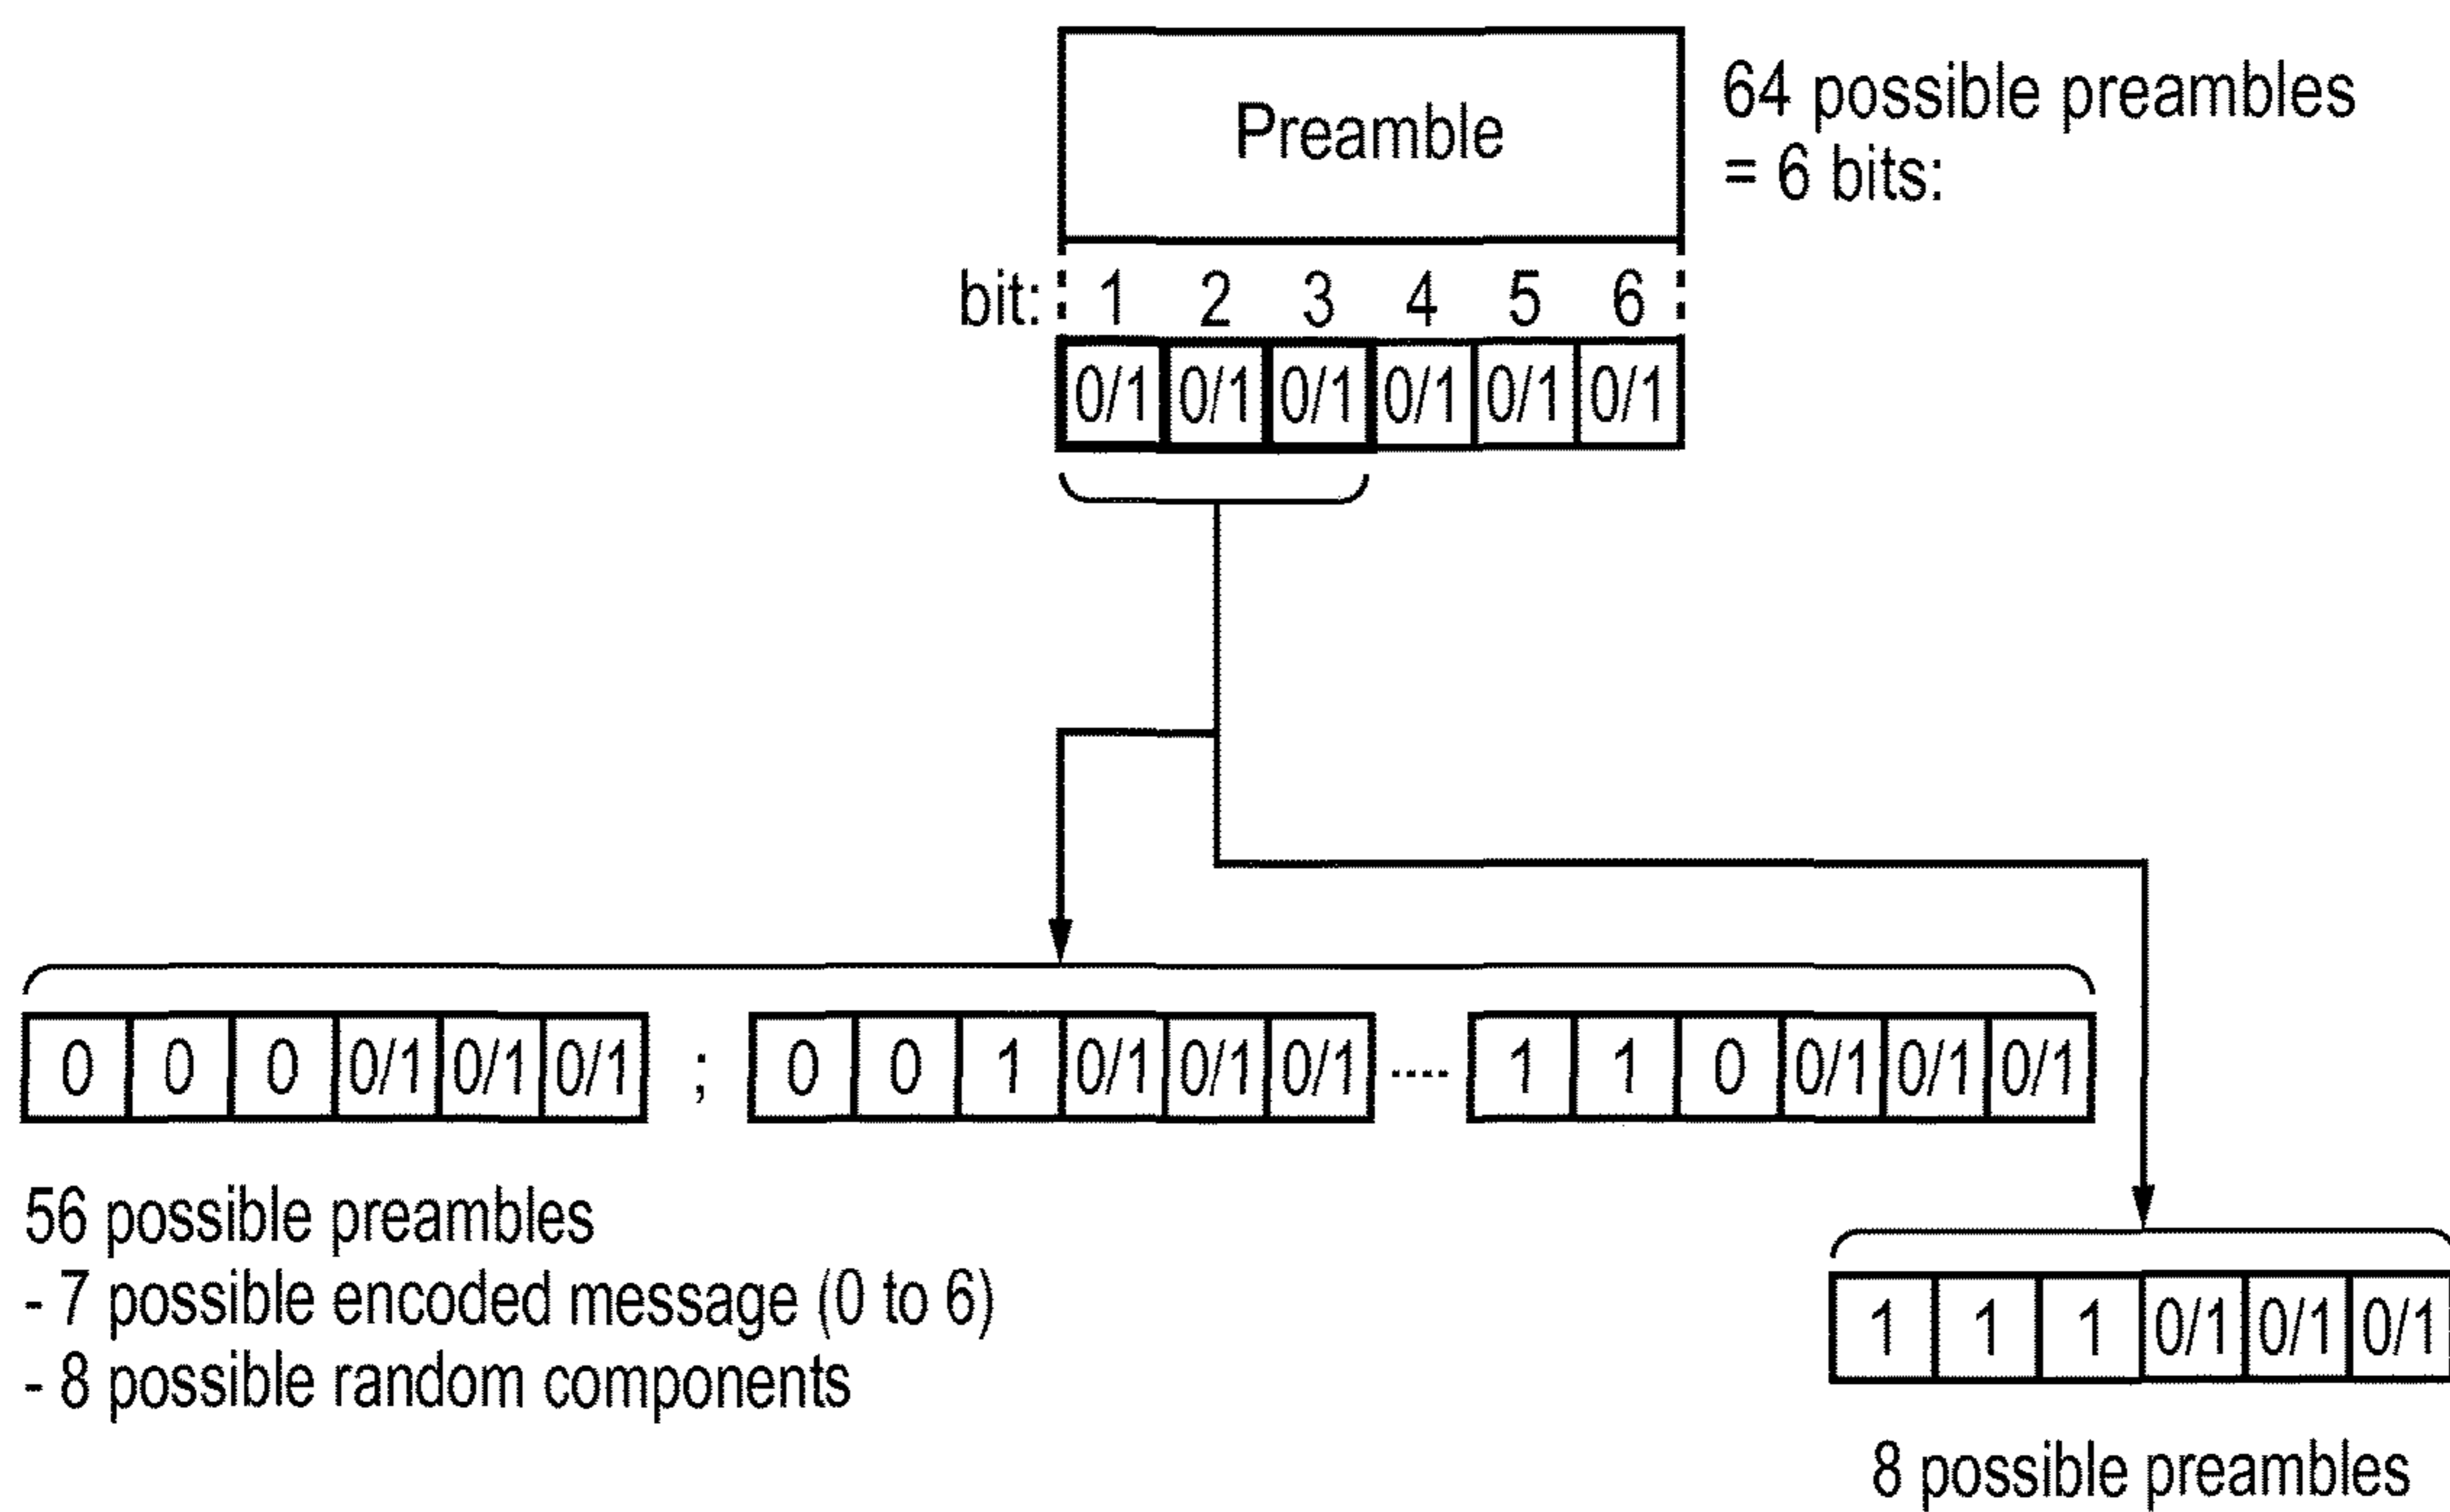 Preamble
64 possible preambles
= 6 bits:
bit: 1 2 3 4 5 6
0/1 0/1 0/1 0/1 0/1 0/1
0 0 0 0/1 0/1 0/1 ; 0 0 1 0/1 0/1 0/1 .... 1 1 0 0/1 0/1 0/1
56 possible preambles
- 7 possible encoded message (0 to 6)
- 8 possible random components
1 1 1 0/1 0/1 0/1
8 possible preambles